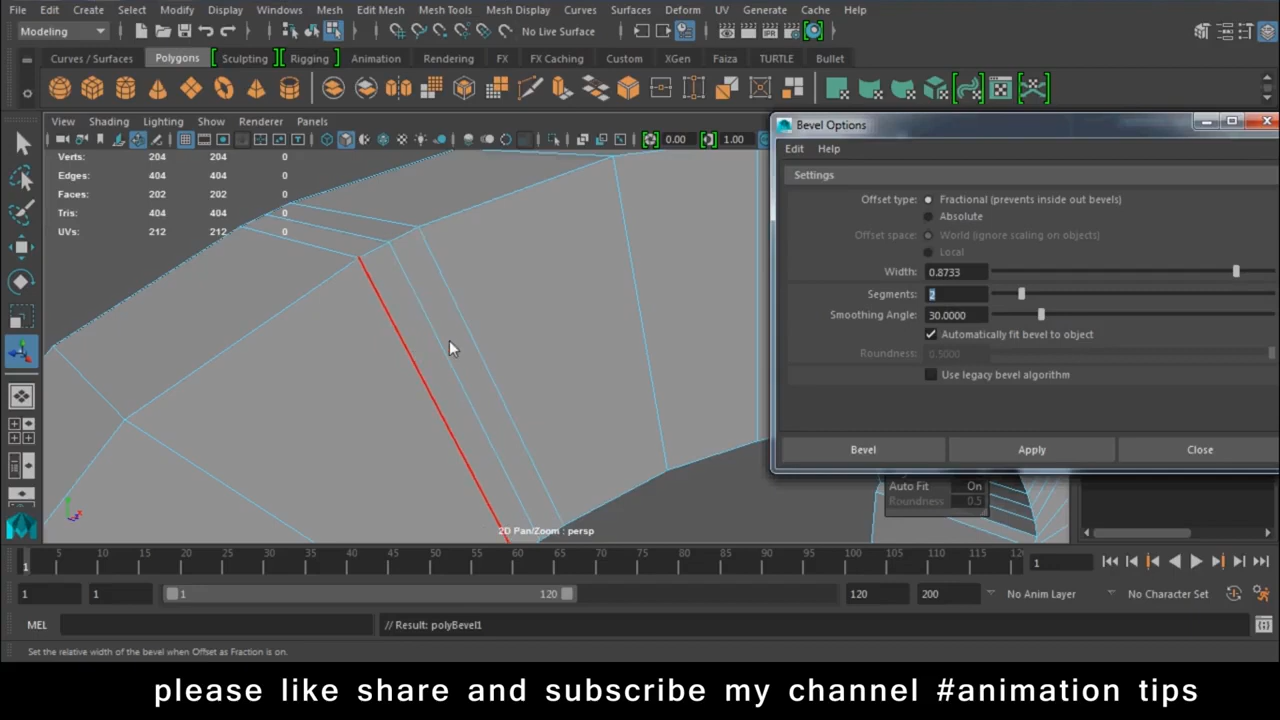 File Edit Create Select Modify Display Windows Mesh Edit Mesh Mesh Tools Mesh Display Curves Surfaces Deform UV Generate Cache Help
Modeling No Live Surface
Curves / Surfaces Polygons Sculpting Rigging Animation Rendering FX FX Caching Custom XGen Faiza TURTLE Bullet
View Shading Lighting Show Renderer Panels
0.00 1.00
Verts: 204 204 0
Edges: 404 404 0
Faces: 202 202 0
Tris: 404 404 0
UVs: 212 212 0
2D Pan/Zoom : persp
Bevel Options
Edit Help
Settings
Offset type: Fractional (prevents inside out bevels)
Absolute
Offset space: World (ignore scaling on objects)
Local
Width: 0.8733
Segments: 2
Smoothing Angle: 30.0000
Automatically fit bevel to object
Roundness: 0.5000
Use legacy bevel algorithm
Bevel Apply Close
Auto Fit On
Roundness 0.5
5 10 15 20 25 30 35 40 45 50 55 60 65 70 75 80 85 90 95 100 105 110 115 12
1 1
1 1 1 120 120 200 No Anim Layer No Character Set
MEL // Result: polyBevel1
Set the relative width of the bevel when Offset as Fraction is on.
please like share and subscribe my channel #animation tips